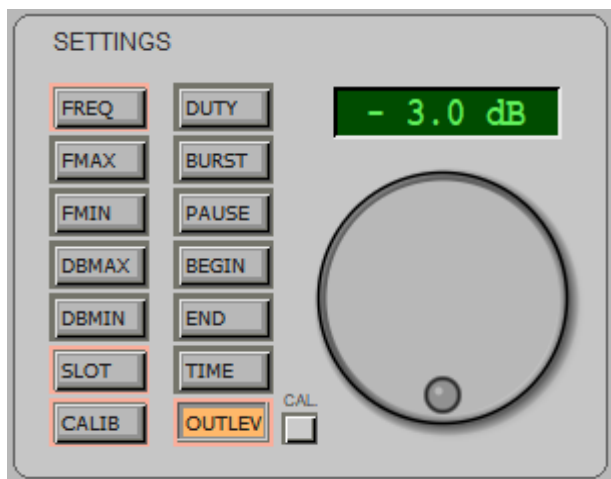 SETTINGS
FREQ DUTY - 3.0 dB
FMAX BURST
FMIN PAUSE
DBMAX BEGIN
DBMIN END
SLOT TIME
CAL.
CALIB OUTLEV